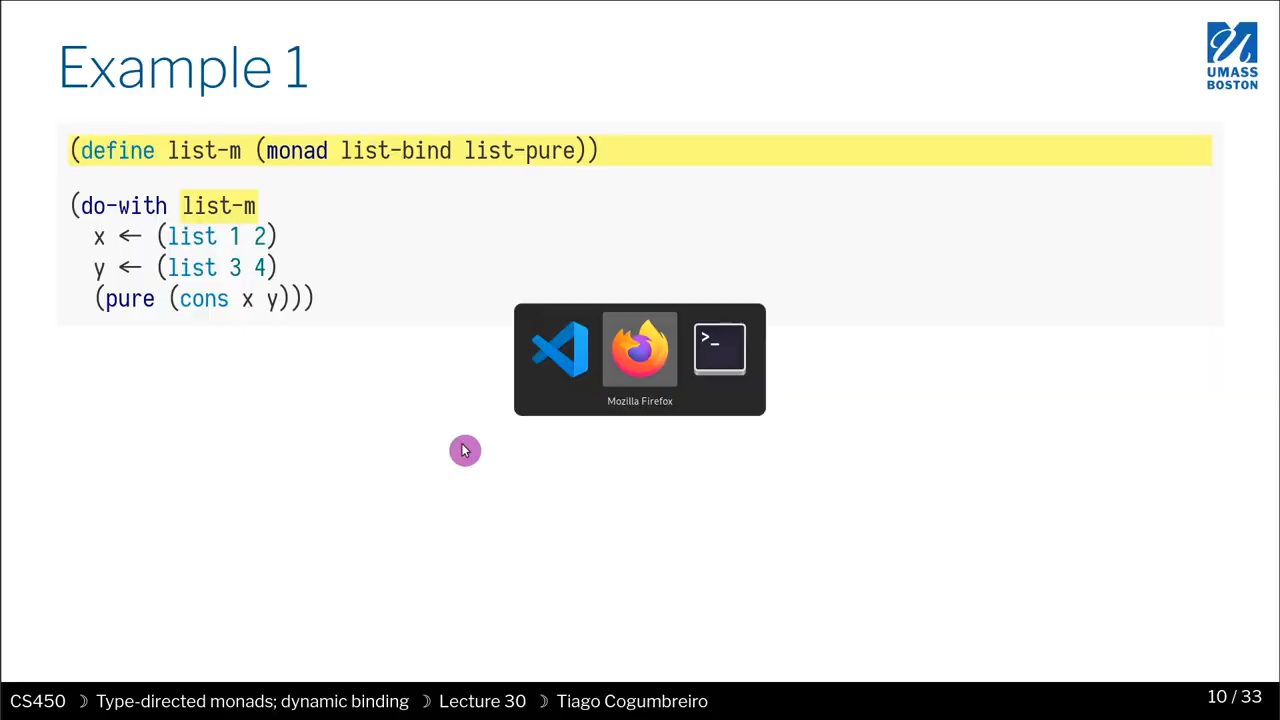 Example 1
UMASS
BOSTON
(define list-m (monad list-bind list-pure))
(do-with list-m
x ← (list 1 2)
y ← (list 3 4)
(pure (cons x y)))
>_
Mozilla Firefox
CS450 ☽ Type-directed monads; dynamic binding ☽ Lecture 30 ☽ Tiago Cogumbreiro
10 / 33